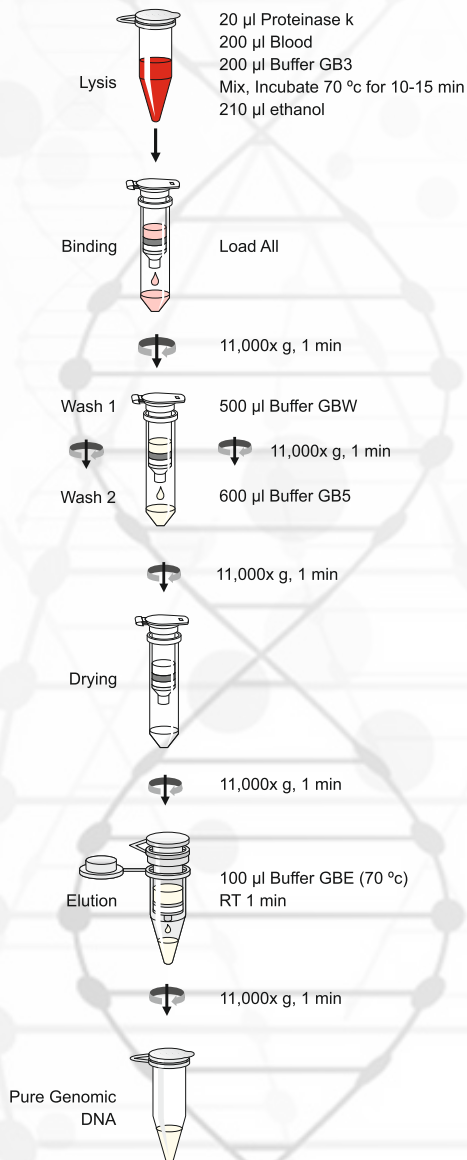 20 µl Proteinase k
200 µl Blood
Lysis
200 µl Buffer GB3
Mix, Incubate 70 ºc for 10-15 min
210 µl ethanol
Binding
Load All
11,000x g, 1 min
Wash 1
500 µl Buffer GBW
11,000x g, 1 min
Wash 2
600 µl Buffer GB5
11,000x g, 1 min
Drying
11,000x g, 1 min
100 µl Buffer GBE (70 ºc)
Elution
RT 1 min
11,000x g, 1 min
Pure Genomic
DNA